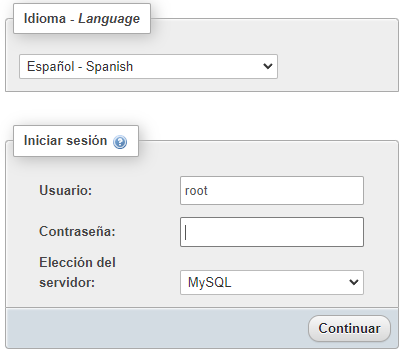 Idioma - Language
Español - Spanish
Iniciar sesión
Usuario:
root
Contraseña:
Elección del
servidor:
MySQL
Continuar